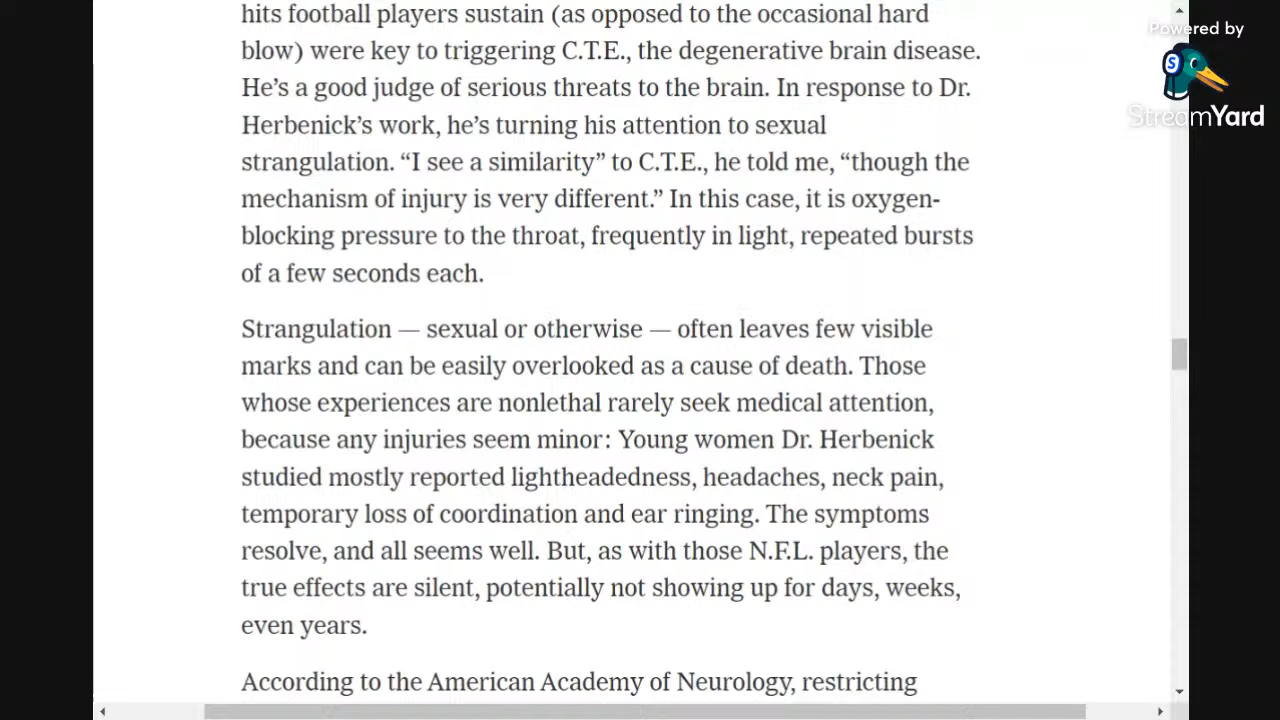 hits football players sustain (as opposed to the occasional hard
blow) were key to triggering C.T.E., the degenerative brain disease.
He’s a good judge of serious threats to the brain. In response to Dr.
Herbenick’s work, he’s turning his attention to sexual
strangulation. “I see a similarity” to C.T.E., he told me, “though the
mechanism of injury is very different.” In this case, it is oxygen-
blocking pressure to the throat, frequently in light, repeated bursts
of a few seconds each.
Strangulation — sexual or otherwise — often leaves few visible
marks and can be easily overlooked as a cause of death. Those
whose experiences are nonlethal rarely seek medical attention,
because any injuries seem minor: Young women Dr. Herbenick
studied mostly reported lightheadedness, headaches, neck pain,
temporary loss of coordination and ear ringing. The symptoms
resolve, and all seems well. But, as with those N.F.L. players, the
true effects are silent, potentially not showing up for days, weeks,
even years.
According to the American Academy of Neurology, restricting
Powered by
S
StreamYard